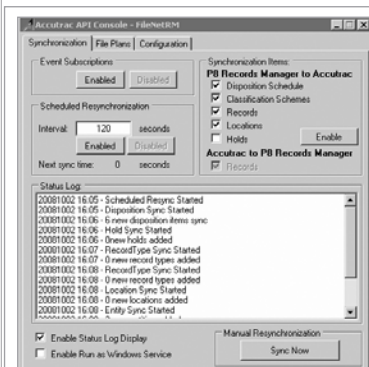 Accutrac API Console - FileNetRM
Synchronization File Plans Configuration
Event Subscriptions
Enabled Disabled
Scheduled Resynchronization
Interval: 120 seconds
Enabled Disabled
Next sync time: 0 seconds
Synchronization Items:
P8 Records Manager to Accutrac
Disposition Schedule
Classification Schemes
Records
Locations
Holds Enable
Accutrac to P8 Records Manager
Records
Status Log:
20081002 16:05 - Scheduled Resync Started
20081002 16:05 - Disposition Sync Started
20081002 16:06 - 6 new disposition items sync
20081002 16:06 - Hold Sync Started
20081002 16:06 - 0new holds added
20081002 16:07 - RecordType Sync Started
20081002 16:07 - 0 new record types added
20081002 16:08 - RecordType Sync Started
20081002 16:08 - 0 new record types added
20081002 16:08 - Location Sync Started
20081002 16:08 - 0 new locations added
20081002 16:08 - Entity Sync Started
Enable Status Log Display
Enable Run as Windows Service
Manual Resynchronization
Sync Now